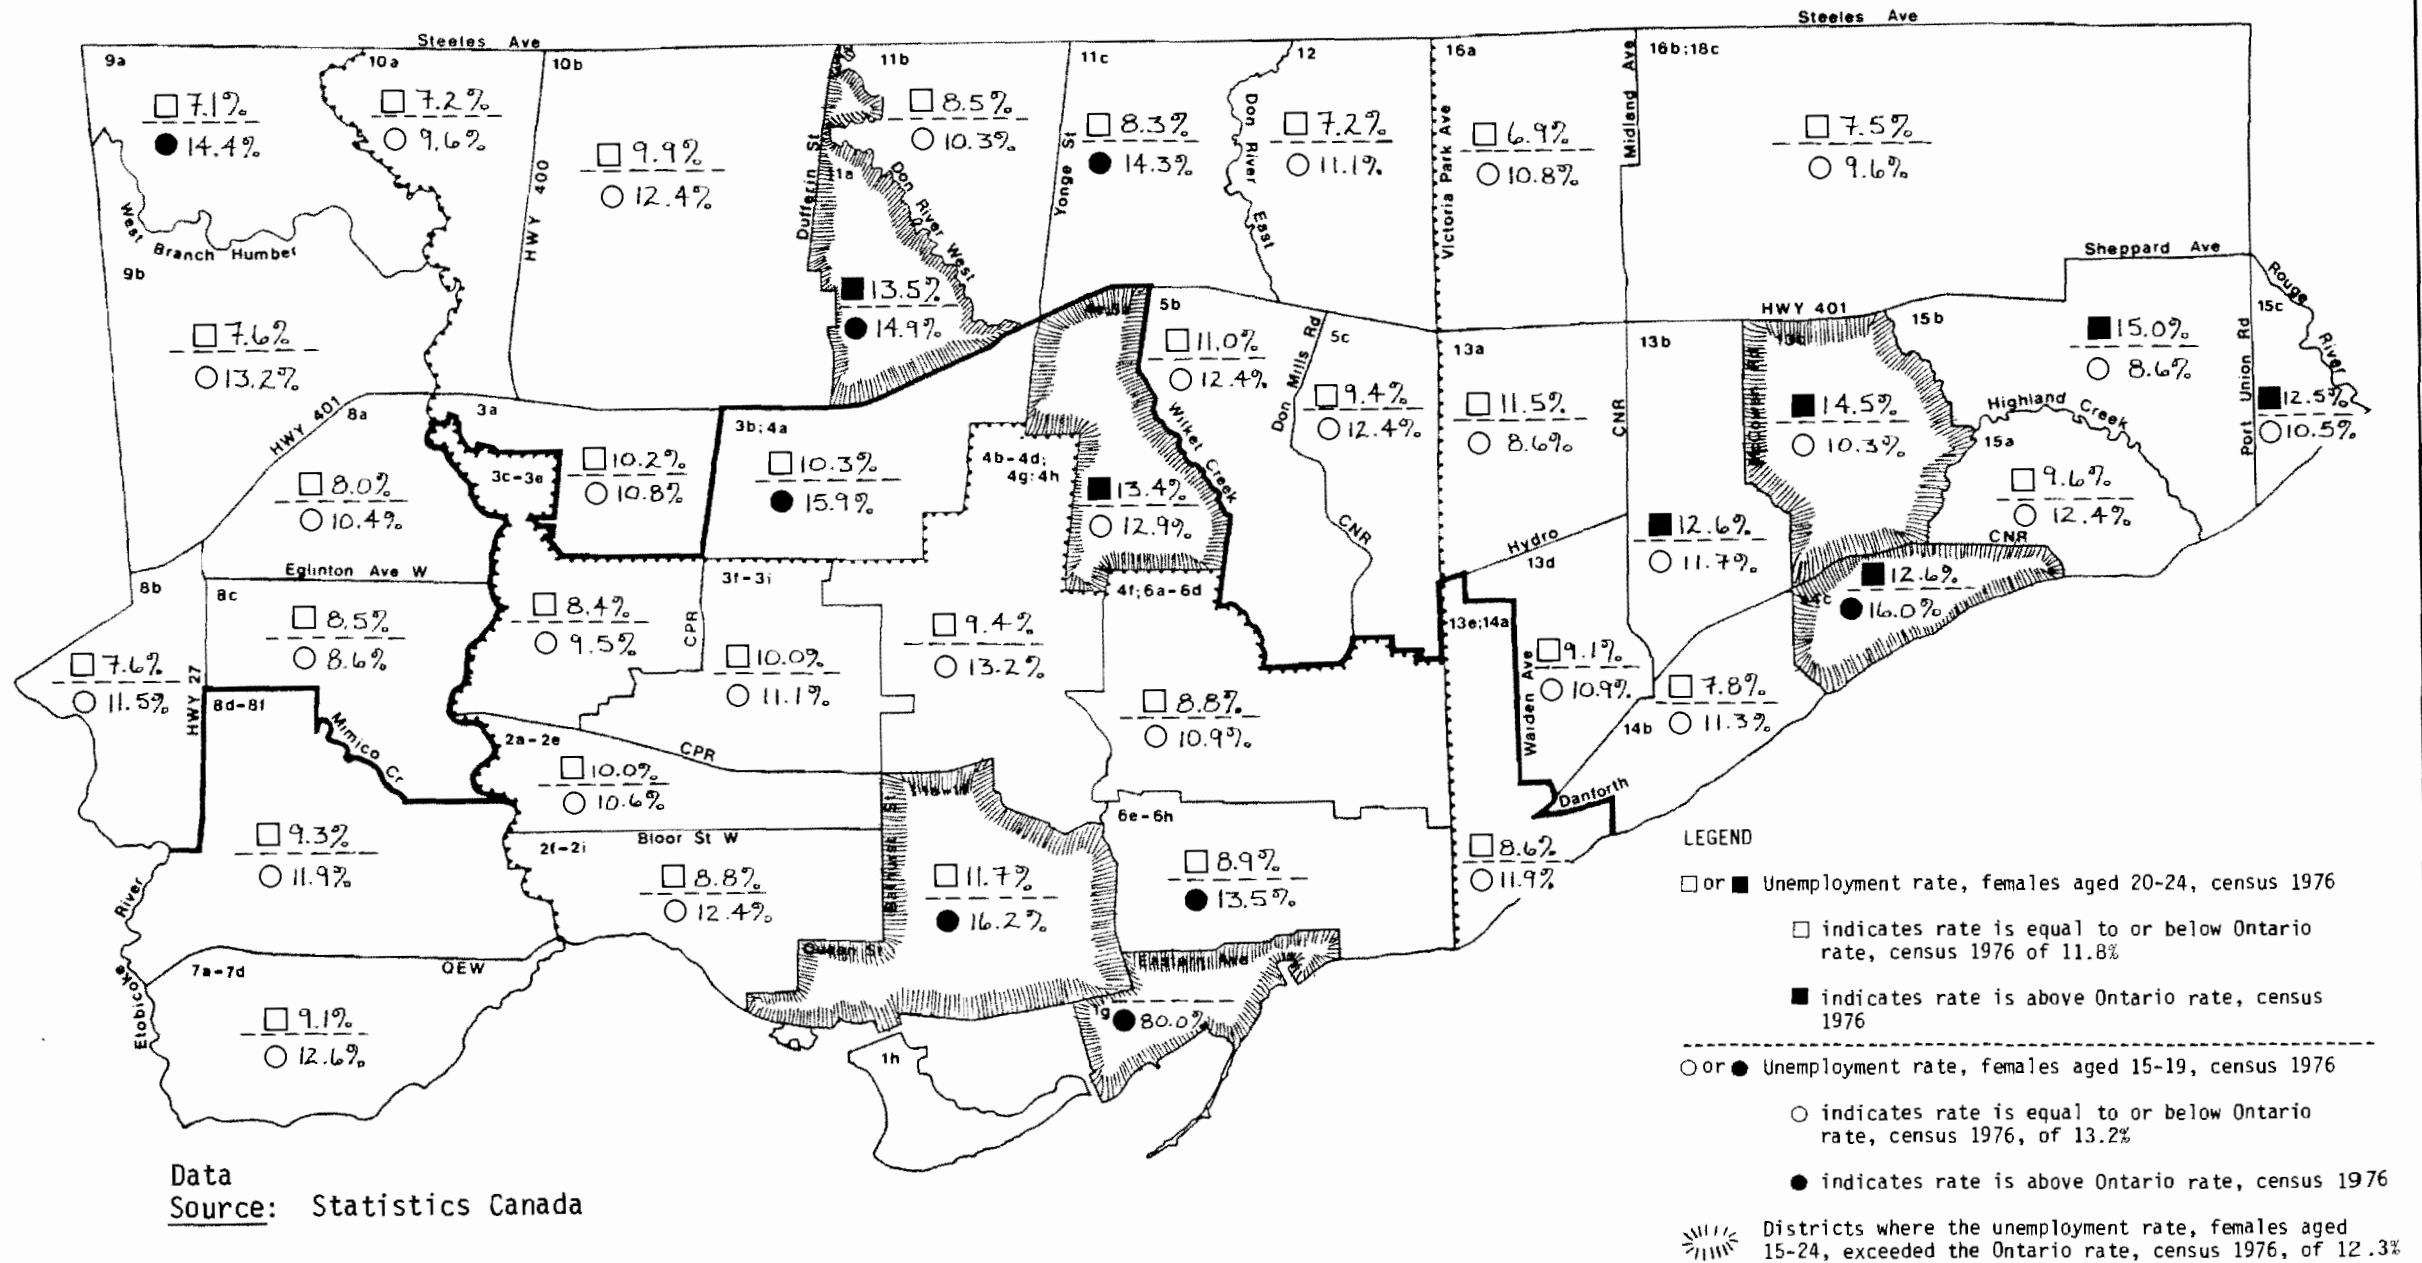 Steeles Ave
Steeles Ave
9a
7.1%
14.4%
10a
7.2%
9.6%
10b
9.9%
12.4%
HWY 400
Dufferin St
11b
8.5%
10.3%
11a
Don River West
13.5%
14.9%
11c
8.3%
14.3%
Yonge St
Don River East
12
7.2%
11.1%
Victoria Park Ave
16a
6.9%
10.8%
Midland Ave
16b;18c
7.5%
9.6%
West Branch Humber
9b
7.6%
13.2%
HWY 401
8a
8.0%
10.4%
3a
10.2%
10.8%
3c-3e
3b;4a
10.3%
15.9%
4b-4d;
4g;4h
13.4%
12.9%
5b
11.0%
12.4%
Wilket Creek
Don Mills Rd
5c
9.4%
12.4%
CNR
13a
11.5%
8.6%
CNR
13b
12.6%
11.7%
HWY 401
14.5%
10.3%
15b
15.0%
8.6%
Sheppard Ave
Rouge River
15c
12.5%
10.5%
Port Union Rd
Highland Creek
15a
9.6%
12.4%
CNR
Hydro
13d
9.1%
10.9%
12.6%
16.0%
Eglinton Ave W
8b
7.6%
11.5%
HWY 27
8c
8.5%
8.6%
8.4%
9.5%
CPR
3f-3i
10.0%
11.1%
9.4%
13.2%
4f;6a-6d
8.8%
10.9%
13e;14a
8.6%
11.9%
14b
7.8%
11.3%
Danforth
8d-8f
Mimico Cr
9.3%
11.9%
2a-2e
CPR
10.0%
10.6%
Bloor St W
2f-2i
8.8%
12.4%
Bathurst St
11.7%
16.2%
Queen St
6e-6h
8.9%
13.5%
Eastern Ave
1g
80.0%
1h
Etobicoke River
7a-7d
QEW
9.1%
12.6%
Data
Source: Statistics Canada
LEGEND
or Unemployment rate, females aged 20-24, census 1976
indicates rate is equal to or below Ontario
rate, census 1976 of 11.8%
indicates rate is above Ontario rate, census
1976
or Unemployment rate, females aged 15-19, census 1976
indicates rate is equal to or below Ontario
rate, census 1976, of 13.2%
indicates rate is above Ontario rate, census 1976
Districts where the unemployment rate, females aged
15-24, exceeded the Ontario rate, census 1976, of 12.3%